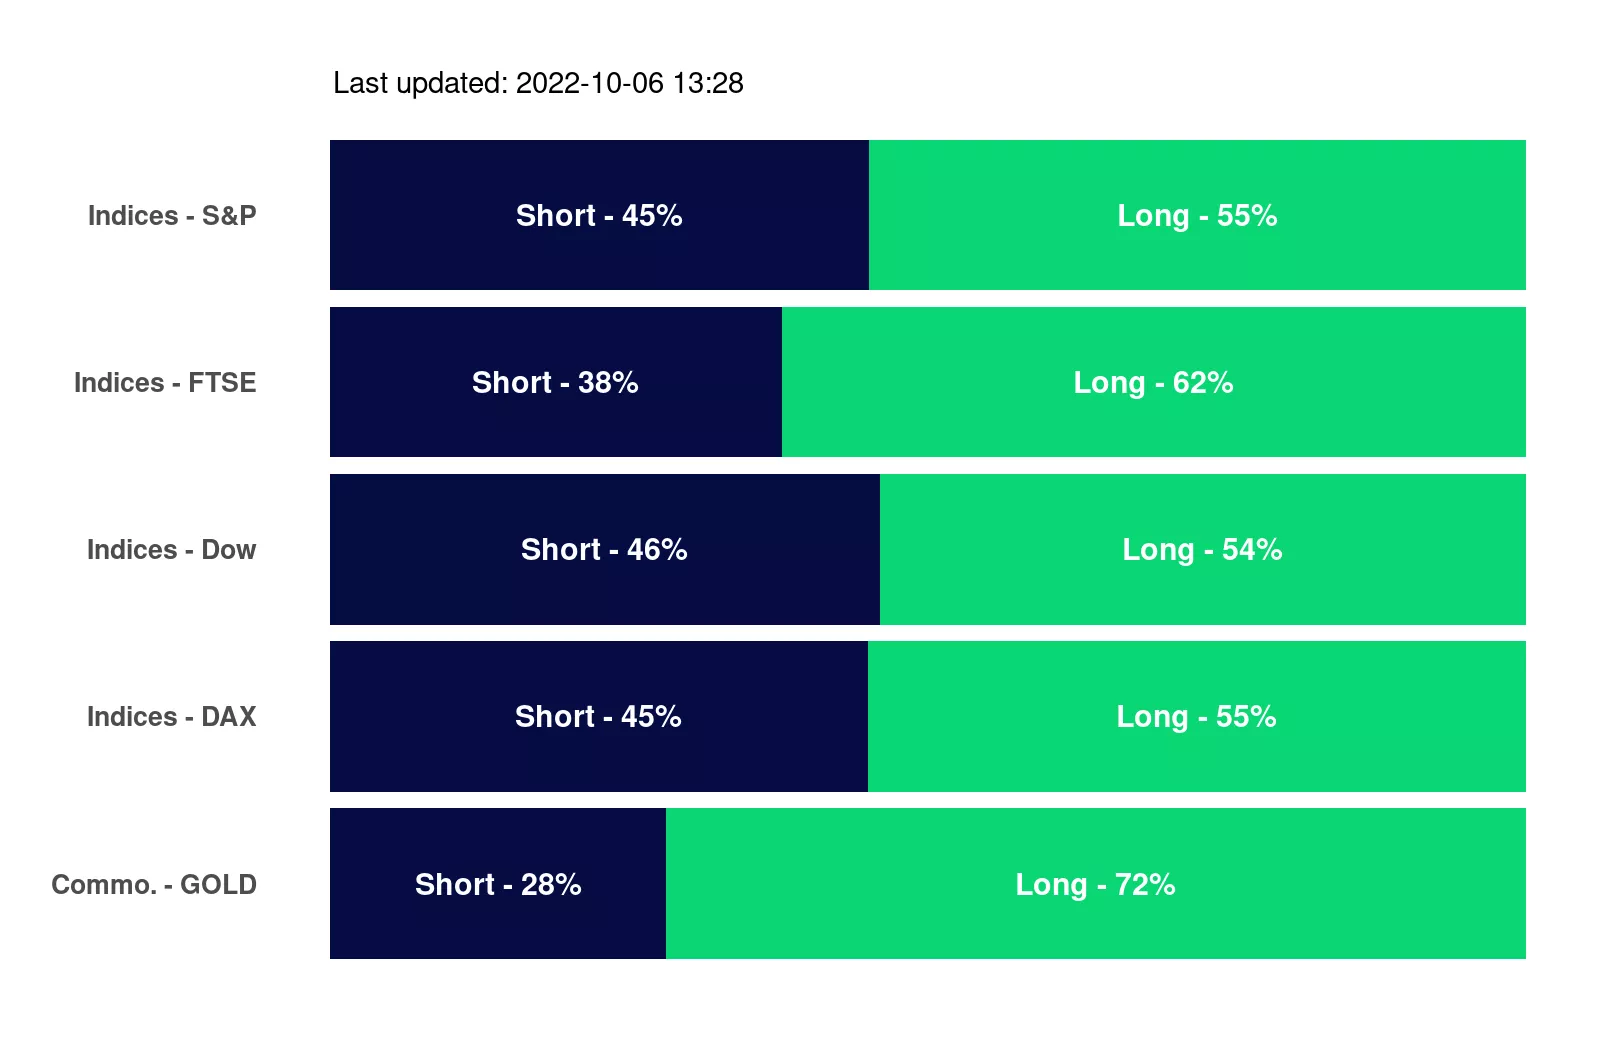 Last updated: 2022-10-06 13:28
Indices - S&P Short - 45% Long - 55%
Indices - FTSE Short - 38% Long - 62%
Indices - Dow Short - 46% Long - 54%
Indices - DAX Short - 45% Long - 55%
Commo. - GOLD Short - 28% Long - 72%